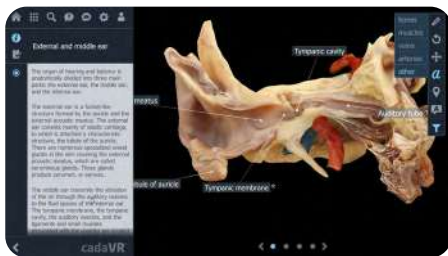 External and middle ear
The organ of hearing and balance is
anatomically divided into three main
parts: the external ear, the middle ear,
and the internal ear.
The external ear is a funnel-like
structure formed by the auricle and the
external acoustic meatus. The external
ear consists mainly of elastic cartilage,
to which is attached a characteristic
structure, the lobule of the auricle.
There are numerous specialised sweat
glands in the skin covering the external
acoustic meatus, which are called
ceruminous glands. These glands
produce cerumen, or earwax.
The middle ear transmits the vibration
of the air through the auditory ossicles
to the fluid spaces of the internal ear.
The tympanic membrane, the tympanic
cavity, the auditory ossicles, and the
ligaments and small muscles
cadaVR
Tympanic cavity
meatus
Auditory tube
bule of auricle
Tympanic membrane
bones
muscles
veins
arteries
other